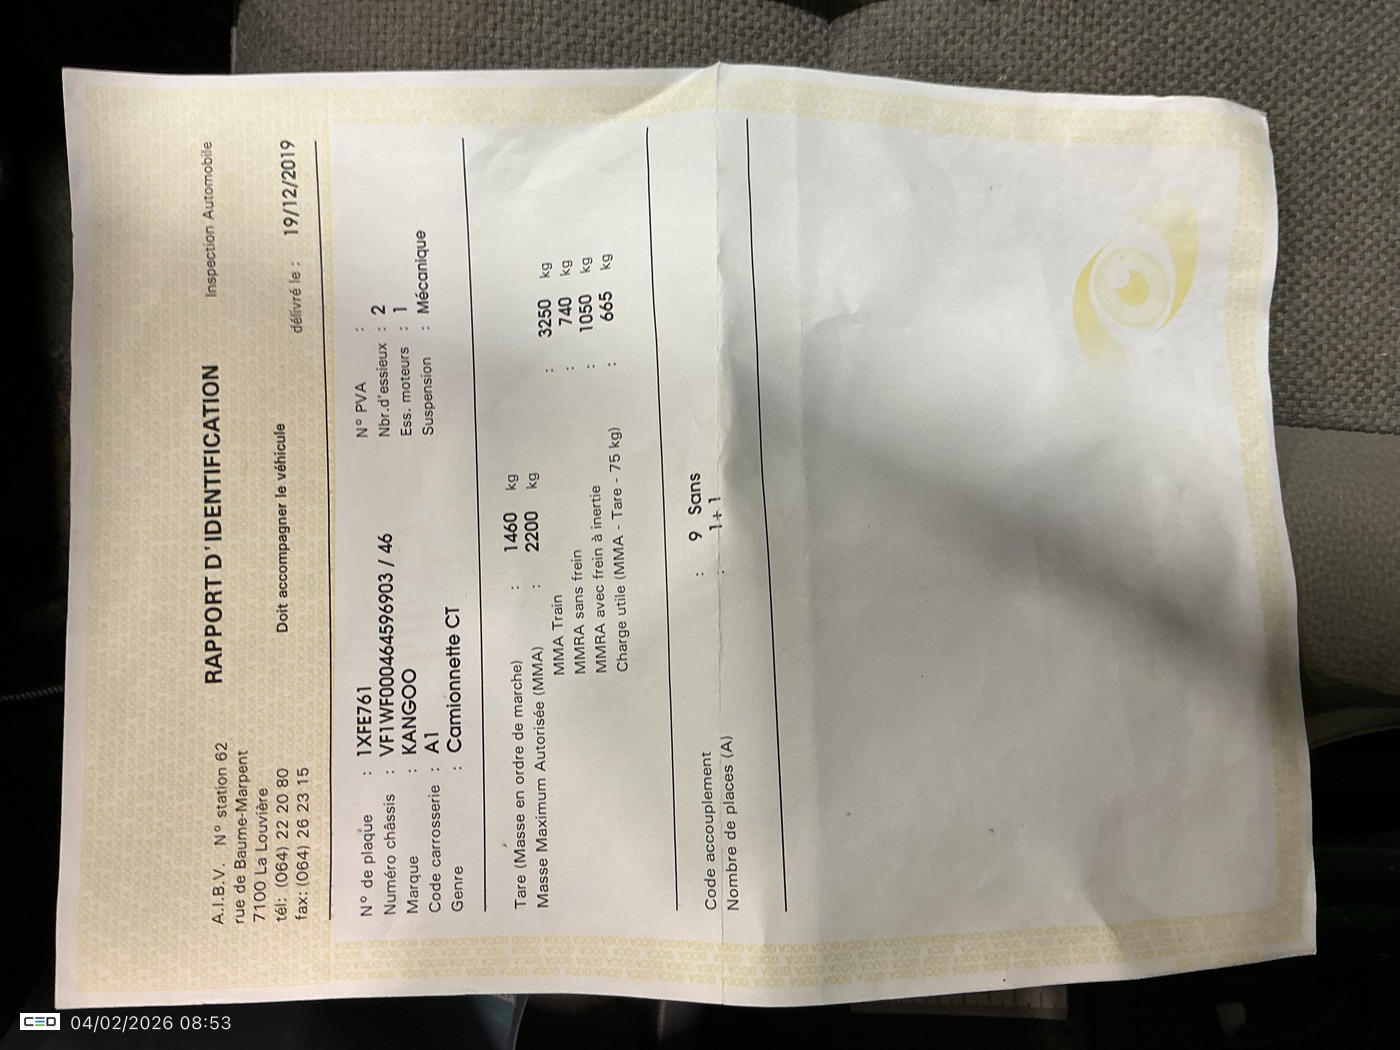 A.I.B.V. N° station 62
rue de Baume-Marpent
7100 La Louvière
tél: (064) 22 20 80
fax: (064) 26 23 15
RAPPORT D'IDENTIFICATION
Inspection Automobile
Doit accompagner le véhicule
délivré le : 19/12/2019
N° de plaque : 1XFE761
N° PVA :
Numéro châssis : VF1WF000464596903 / 46
Nbr.d'essieux : 2
Marque : KANGOO
Ess. moteurs : 1
Code carrosserie : A1
Suspension : Mécanique
Genre : Camionnette CT
Tare (Masse en ordre de marche) : 1460 kg
Masse Maximum Autorisée (MMA) : 2200 kg
MMA Train : 3250 kg
MMRA sans frein : 740 kg
MMRA avec frein à inertie : 1050 kg
Charge utile (MMA - Tare - 75 kg) : 665 kg
Code accouplement : 9 Sans
Nombre de places (A) : 1+1
CED 04/02/2026 08:53